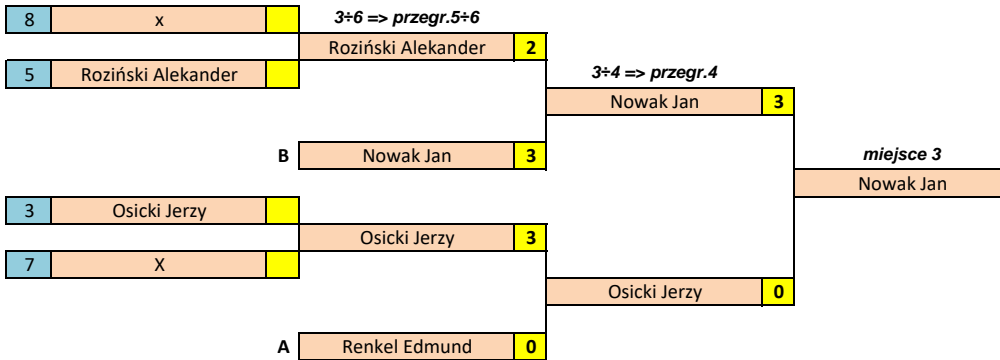 8 x
3÷6 => przegr.5÷6
Roziński Alekander 2
5 Roziński Alekander
3÷4 => przegr.4
Nowak Jan 3
B Nowak Jan 3
miejsce 3
Nowak Jan
3 Osicki Jerzy
Osicki Jerzy 3
7 X
Osicki Jerzy 0
A Renkel Edmund 0